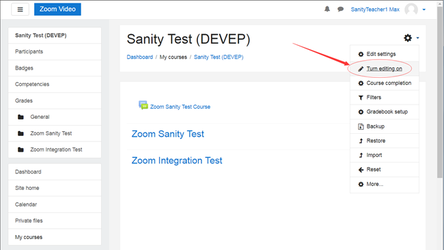 Zoom Video
SanityTeacher1 Max
Sanity Test (DEVEP)
Participants
Badges
Competencies
Grades
General
Zoom Sanity Test
Zoom Integration Test
Dashboard
Site home
Calendar
Private files
My courses
Sanity Test (DEVEP)
Dashboard / My courses / Sanity Test (DEVEP)
Zoom Sanity Test Course
Zoom Sanity Test
Zoom Integration Test
Edit settings
Turn editing on
Course completion
Filters
Gradebook setup
Backup
Restore
Import
Reset
More...